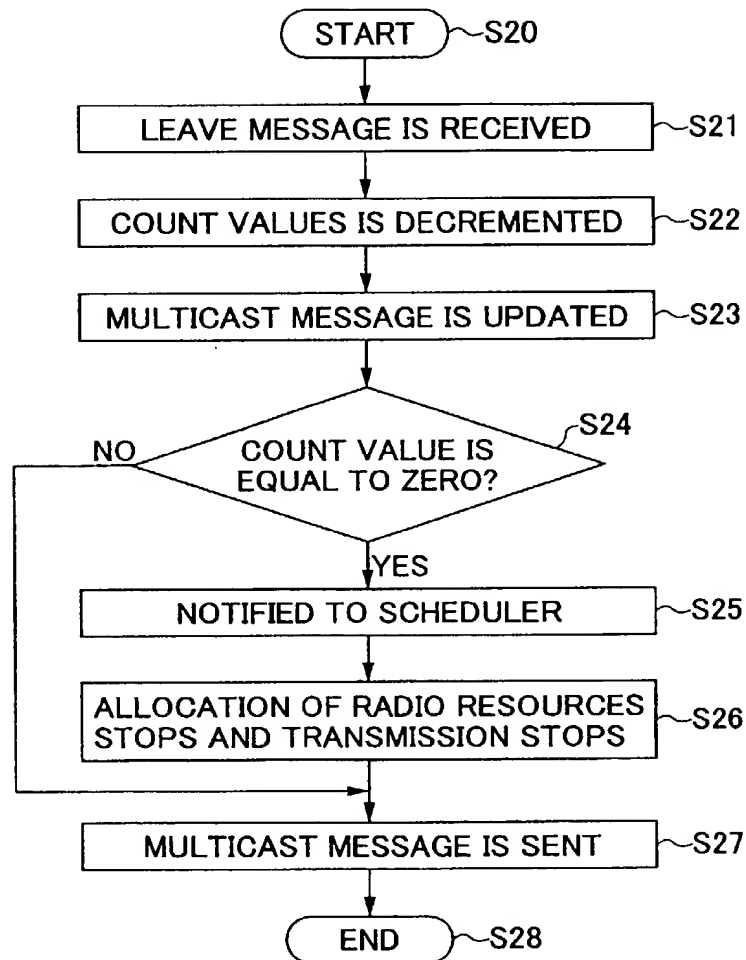 START
S20
LEAVE MESSAGE IS RECEIVED
S21
COUNT VALUES IS DECREMENTED
S22
MULTICAST MESSAGE IS UPDATED
S23
S24
NO
COUNT VALUE IS
EQUAL TO ZERO?
YES
NOTIFIED TO SCHEDULER
S25
ALLOCATION OF RADIO RESOURCES
STOPS AND TRANSMISSION STOPS
S26
MULTICAST MESSAGE IS SENT
S27
END
S28